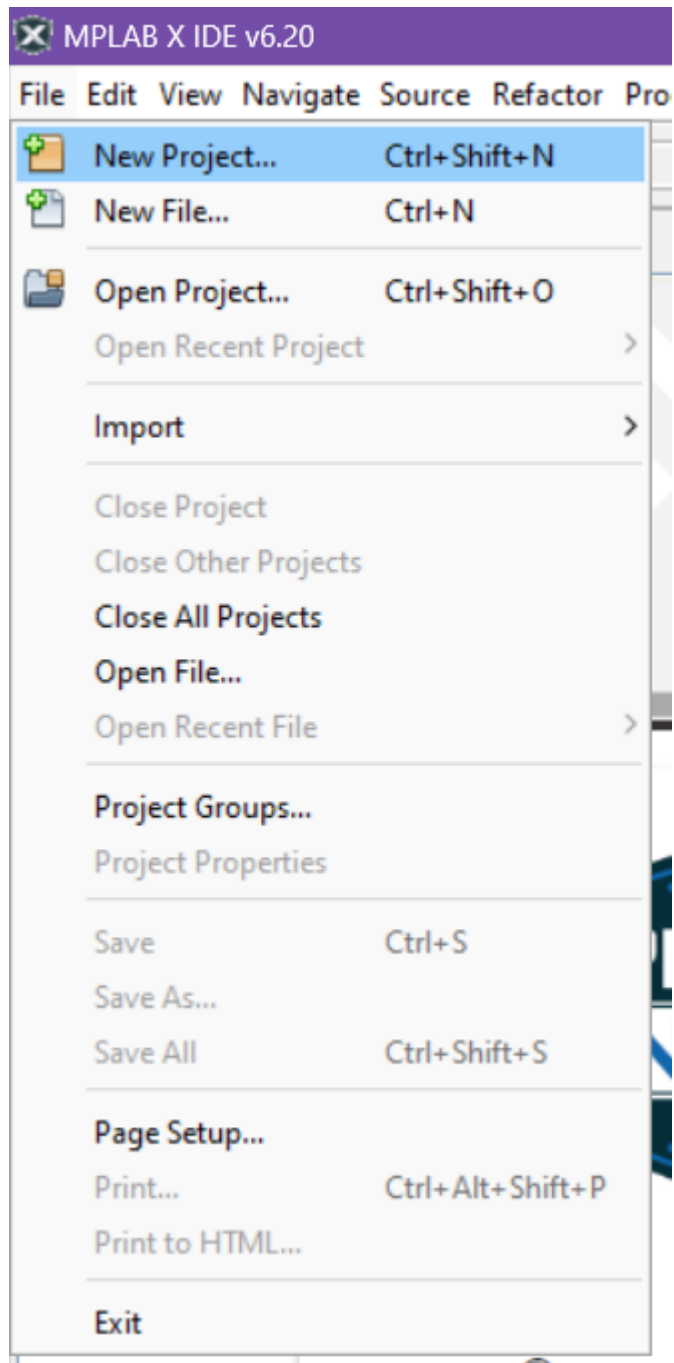 MPLAB X IDE v6.20
File Edit View Navigate Source Refactor Pro
New Project... Ctrl+Shift+N
New File... Ctrl+N
Open Project... Ctrl+Shift+O
Open Recent Project
Import
Close Project
Close Other Projects
Close All Projects
Open File...
Open Recent File
Project Groups...
Project Properties
Save Ctrl+S
Save As...
Save All Ctrl+Shift+S
Page Setup...
Print... Ctrl+Alt+Shift+P
Print to HTML...
Exit